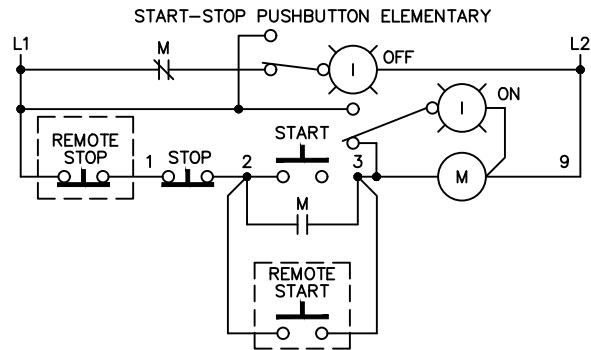 START-STOP PUSHBUTTON ELEMENTARY
L1
L2
M
I
OFF
I
ON
REMOTE
STOP
1
STOP
2
START
3
M
9
M
REMOTE
START